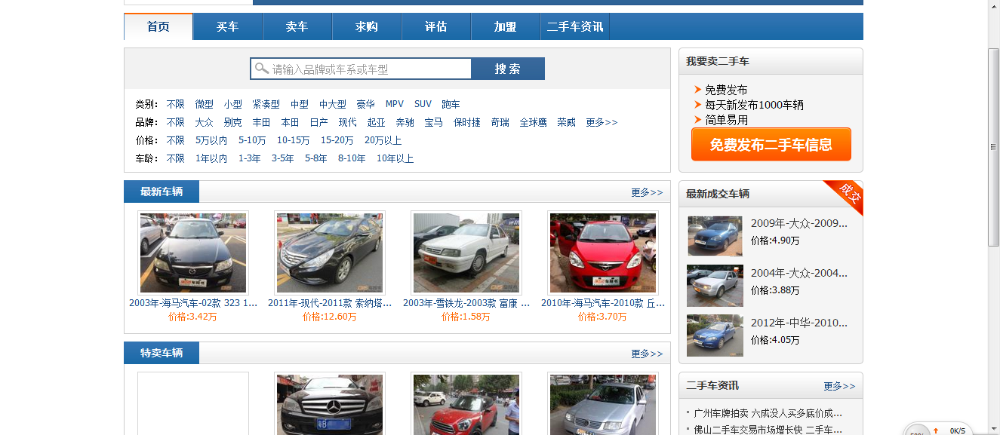 首页 买车 卖车 求购 评估 加盟 二手车资讯
请输入品牌或车系或车型 搜 索
类别： 不限 微型 小型 紧凑型 中型 中大型 豪华 MPV SUV 跑车
品牌： 不限 大众 别克 丰田 本田 日产 现代 起亚 奔驰 宝马 保时捷 奇瑞 全球鹰 荣威 更多>>
价格： 不限 5万以内 5-10万 10-15万 15-20万 20万以上
车龄： 不限 1年以内 1-3年 3-5年 5-8年 8-10年 10年以上
我要卖二手车
免费发布
每天新发布1000车辆
简单易用
免费发布二手车信息
最新车辆 更多>>
2003年-海马汽车-02款 323 1... 2011年-现代-2011款 索纳塔... 2003年-雪铁龙-2003款 富康 ... 2010年-海马汽车-2010款 丘...
价格:3.42万 价格:12.60万 价格:1.58万 价格:3.70万
最新成交车辆 成交
2009年-大众-2009...
价格:4.90万
2004年-大众-2004...
价格:3.88万
2012年-中华-2010...
价格:4.05万
特卖车辆 更多>>
二手车资讯 更多>>
广州车牌拍卖 六成没人买多底价成...
佛山二手车交易市场增长快 二手车...
0K/S